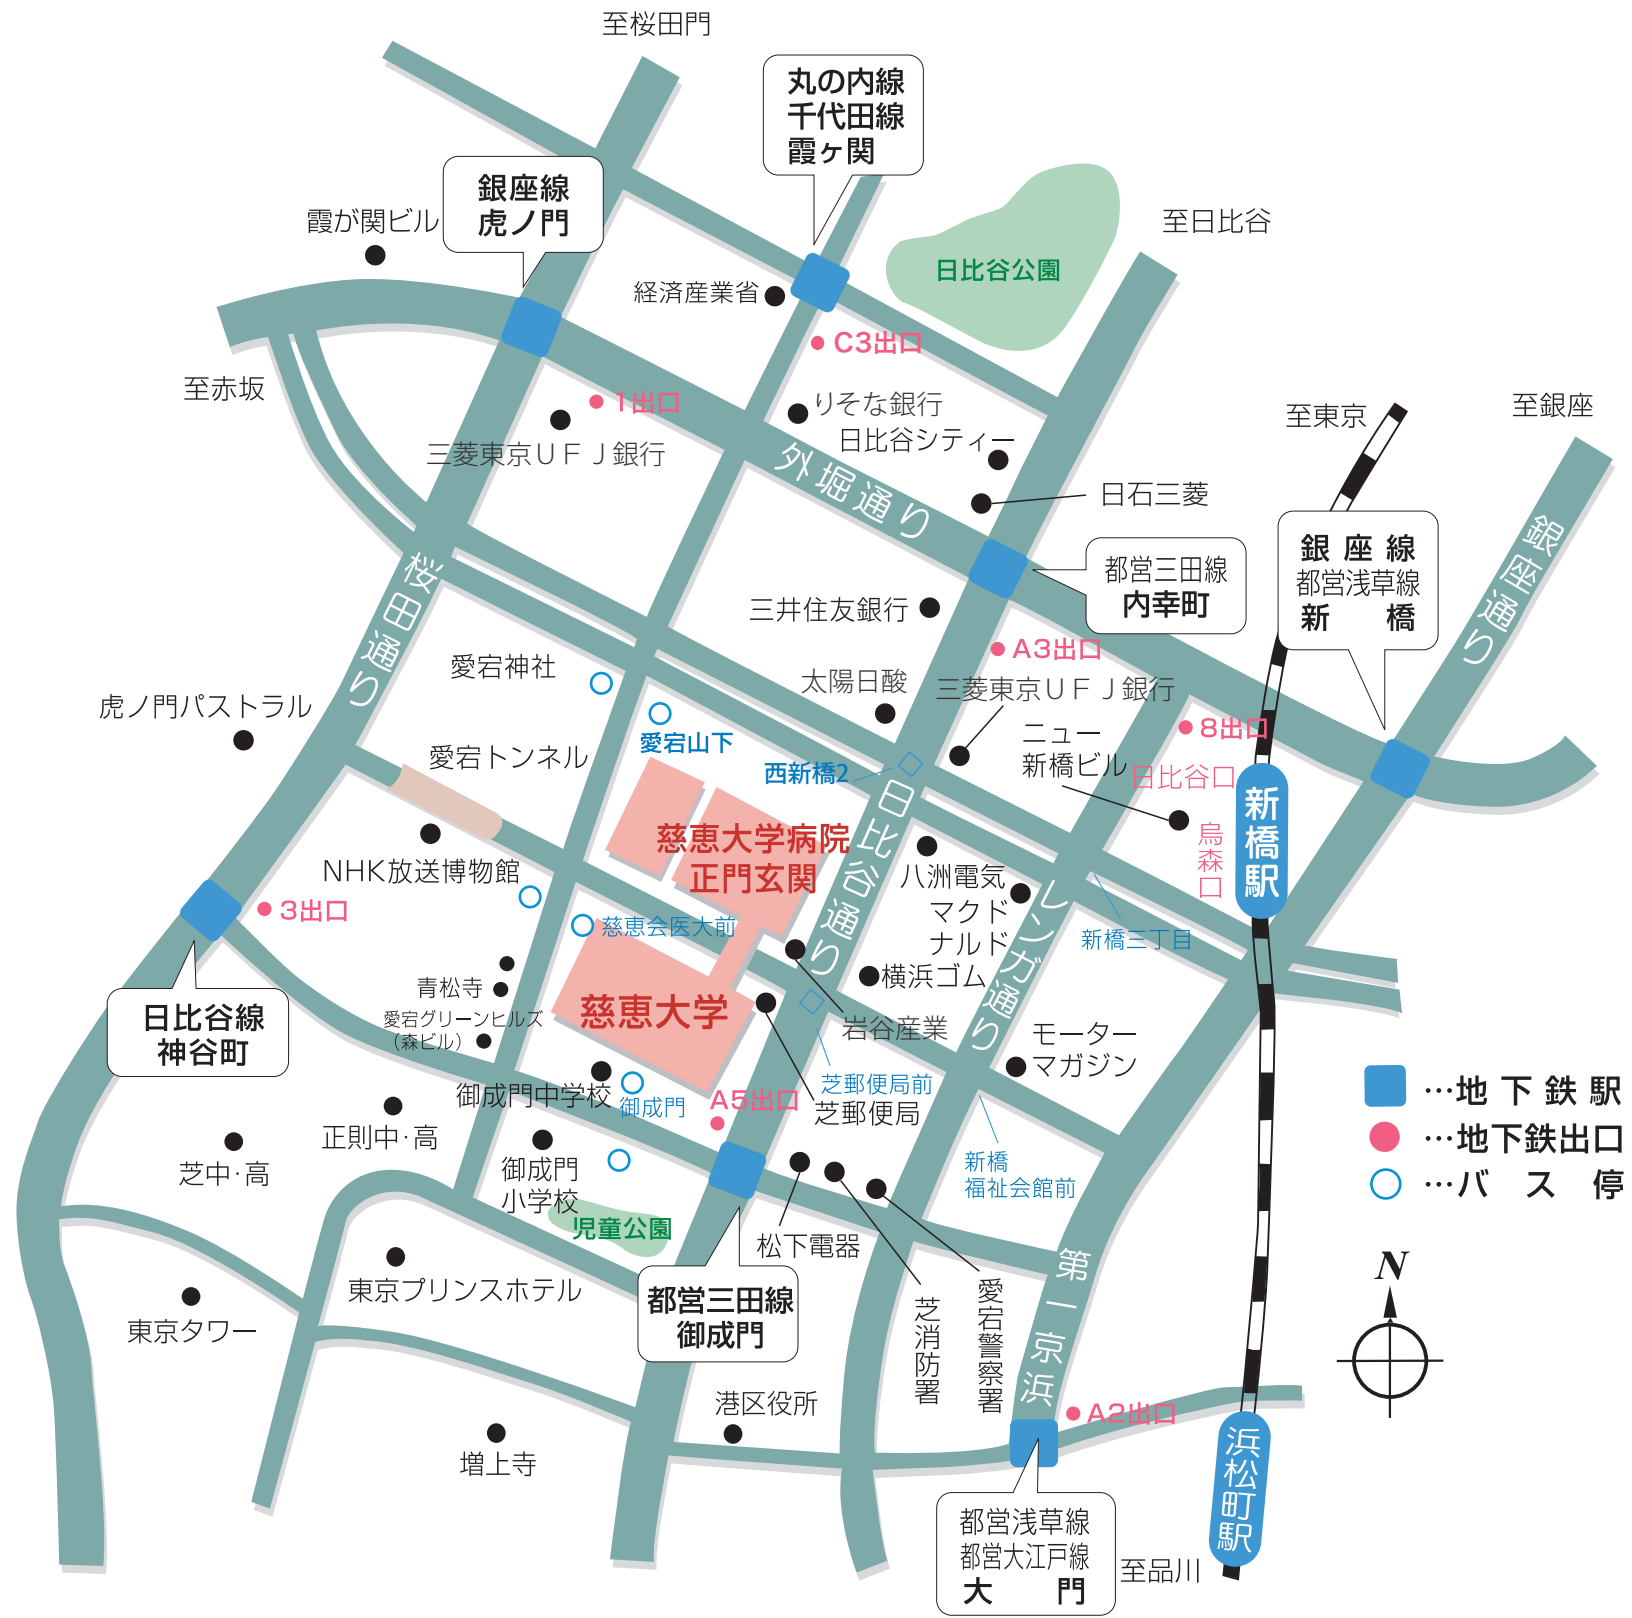 至桜田門
丸の内線
千代田線
霞ヶ関
銀座線
虎ノ門
霞が関ビル
経済産業省
日比谷公園
至日比谷
C3出口
至赤坂
1出口
三菱東京ＵＦＪ銀行
りそな銀行
日比谷シティー
外堀通り
日石三菱
至東京
至銀座
銀座線
都営浅草線
新橋
銀座通り
都営三田線
内幸町
三井住友銀行
桜田通り
愛宕神社
太陽日酸
A3出口
三菱東京ＵＦＪ銀行
8出口
ニュー
新橋ビル
日比谷口
烏森口
新橋駅
虎ノ門パストラル
愛宕トンネル
愛宕山下
西新橋2
日比谷通り
慈恵大学病院
正門玄関
NHK放送博物館
八洲電気
マクド
ナルド
横浜ゴム
レンガ通り
新橋三丁目
3出口
慈恵会医大前
青松寺
愛宕グリーンヒルズ
（森ビル）
慈恵大学
岩谷産業
モーター
マガジン
日比谷線
神谷町
御成門中学校
御成門
A5出口
芝郵便局前
芝郵便局
…地下鉄駅
…地下鉄出口
…バス停
正則中･高
芝中･高
御成門
小学校
児童公園
新橋
福祉会館前
松下電器
東京プリンスホテル
東京タワー
都営三田線
御成門
芝消防署
愛宕警察署
第一京浜
N
港区役所
増上寺
A2出口
浜松町駅
都営浅草線
都営大江戸線
大門
至品川